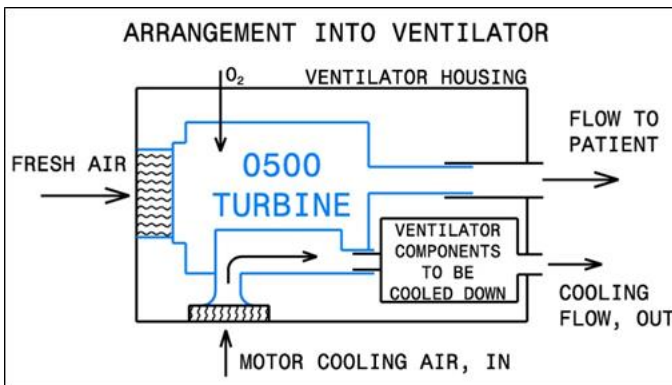 ARRANGEMENT INTO VENTILATOR
O₂
VENTILATOR HOUSING
FLOW TO
PATIENT
FRESH AIR
0500
TURBINE
VENTILATOR
COMPONENTS
TO BE
COOLED DOWN
COOLING
FLOW, OUT
MOTOR COOLING AIR, IN